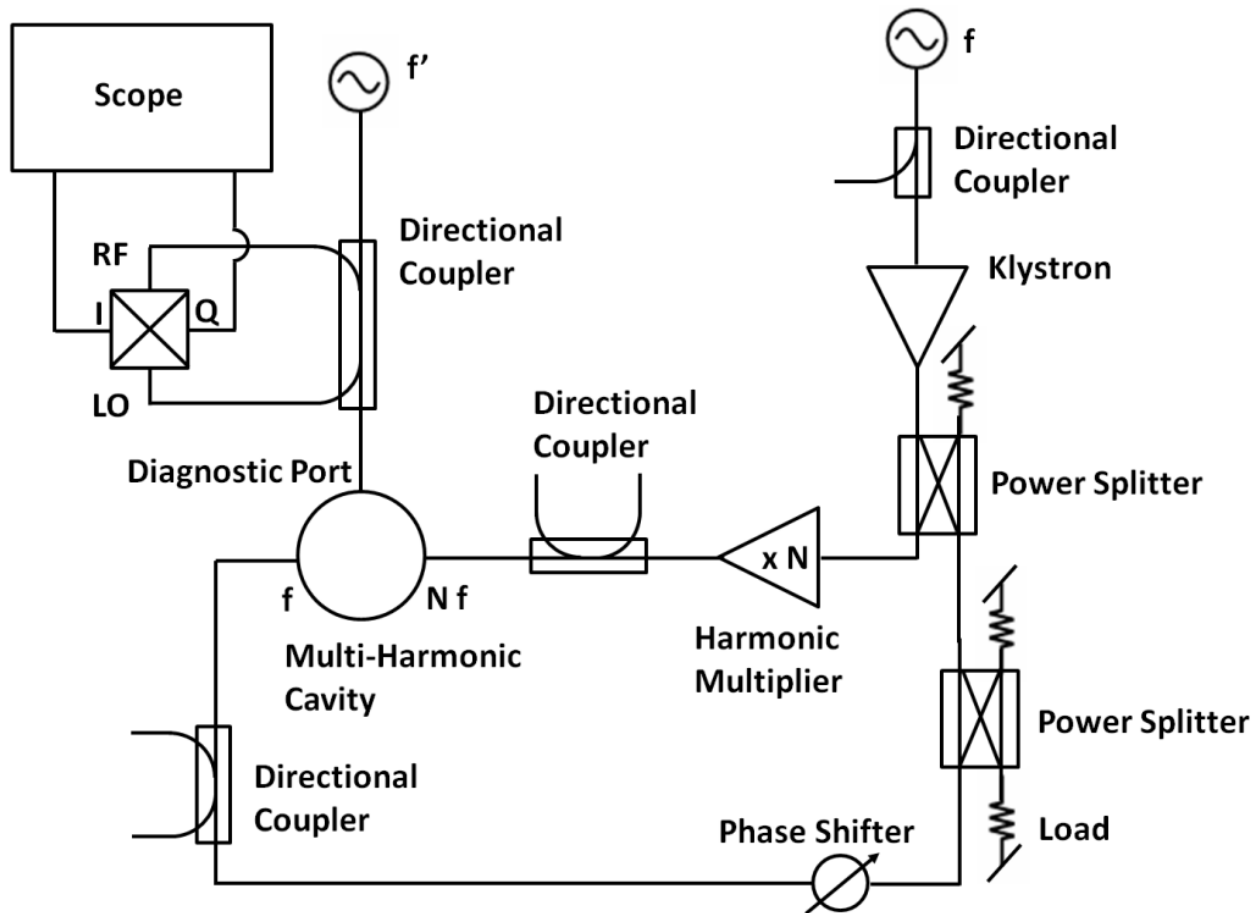 f
f’
Scope
Directional
Coupler
Directional
Coupler
RF
Klystron
I
Q
LO
Directional
Coupler
Diagnostic Port
Power Splitter
x N
f
N f
Harmonic
Multiplier
Multi-Harmonic
Cavity
Power Splitter
Directional
Coupler
Phase Shifter
Load